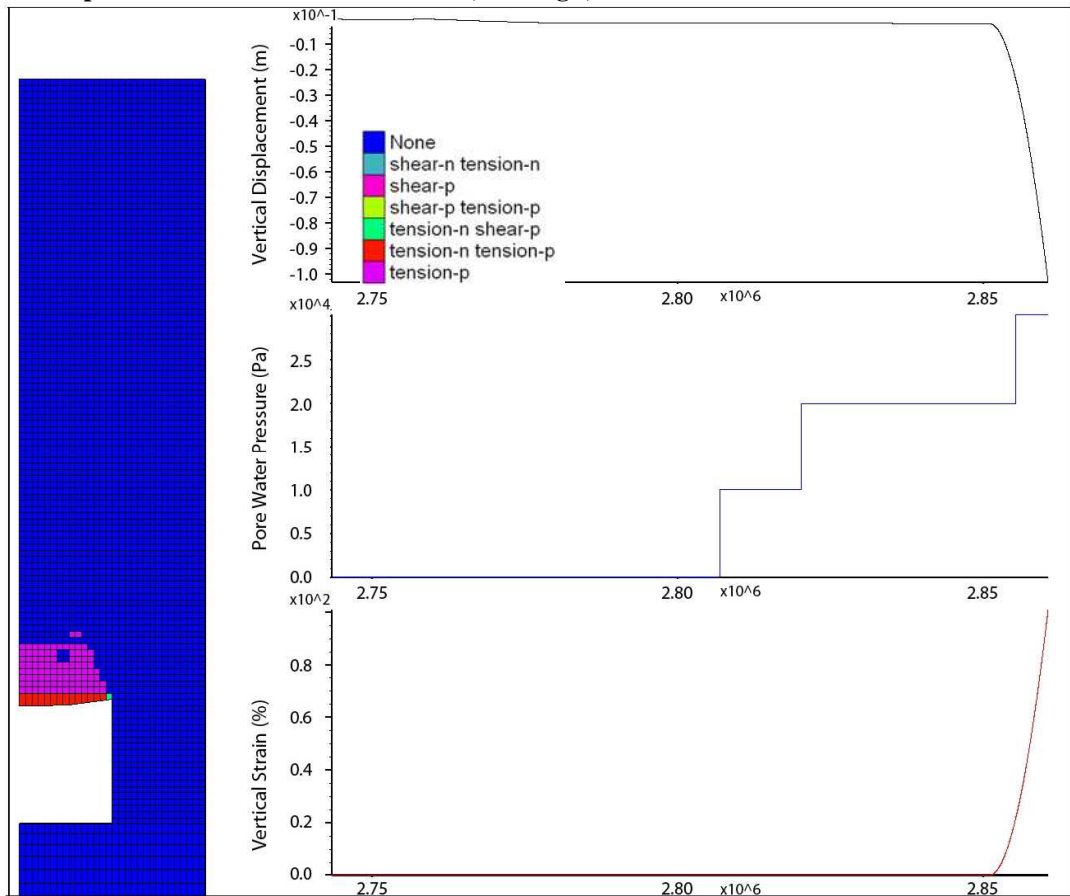 x10^-1
-0.1
-0.2
-0.3
-0.4
-0.5
-0.6
-0.7
-0.8
-0.9
-1.0
Vertical Displacement (m)
None
shear-n tension-n
shear-p
shear-p tension-p
tension-n shear-p
tension-n tension-p
tension-p
2.75 2.80 x10^6 2.85
x10^4
2.5
2.0
1.5
1.0
0.5
0.0
Pore Water Pressure (Pa)
2.75 2.80 x10^6 2.85
x10^2
0.8
0.6
0.4
0.2
0.0
Vertical Strain (%)
2.75 2.80 x10^6 2.85